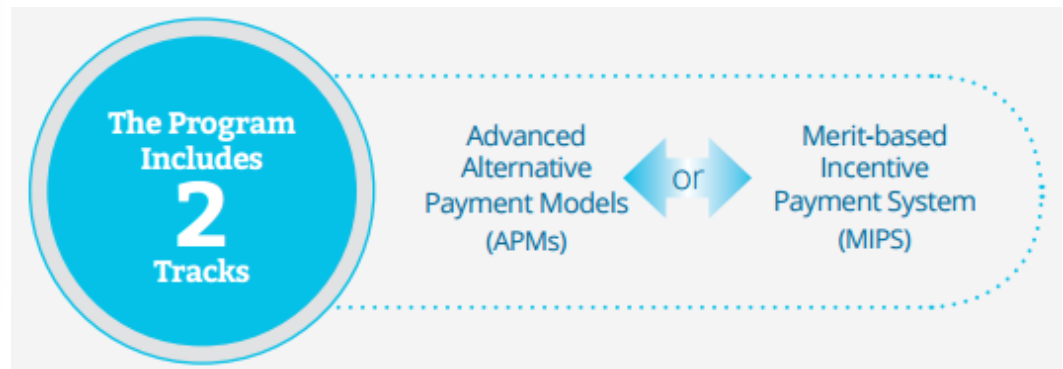 The Program
Includes
2
Tracks
Advanced
Alternative
Payment Models
(APMs)
or
Merit-based
Incentive
Payment System
(MIPS)